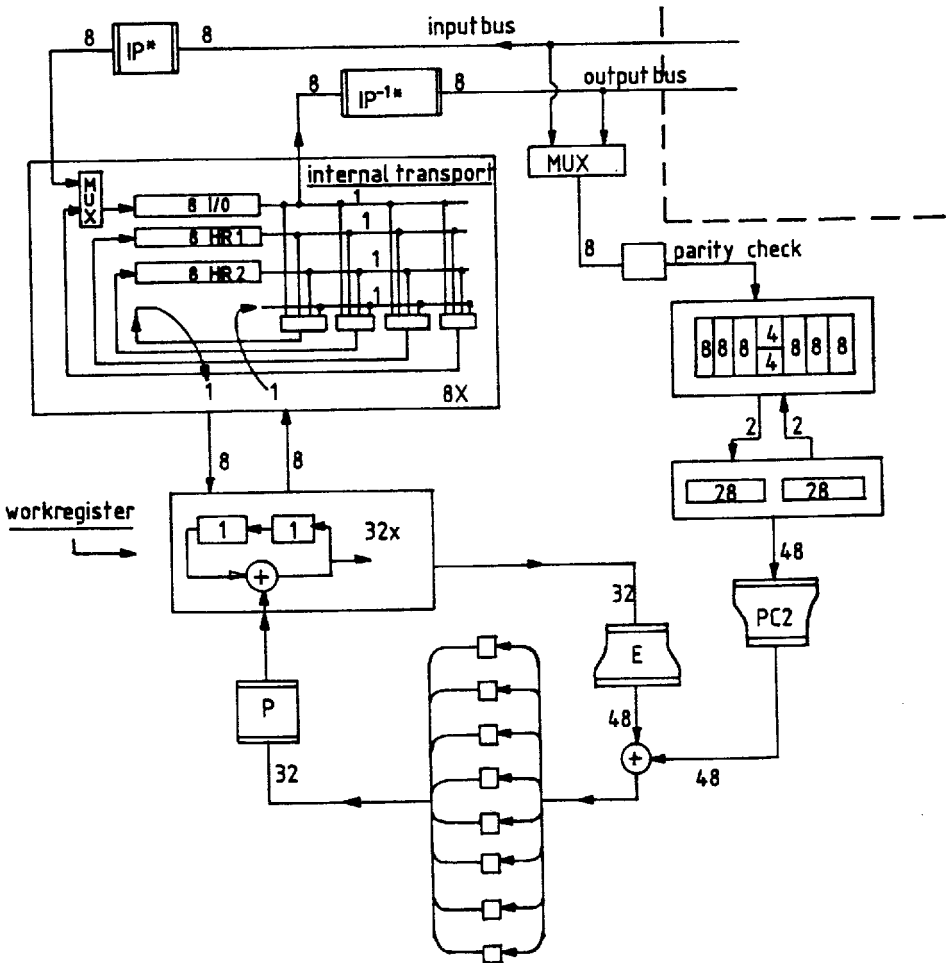 input bus
8
IP*
8
output bus
8
IP-1*
8
MUX
internal transport
MUX
8 I/O
1
8 HR1
1
8 HR2
1
1
1
1
8X
8
parity check
8
8
8
4
4
8
8
8
2
2
28
28
8
8
workregister
1
1
32x
+
48
PC2
32
E
P
48
+
48
32